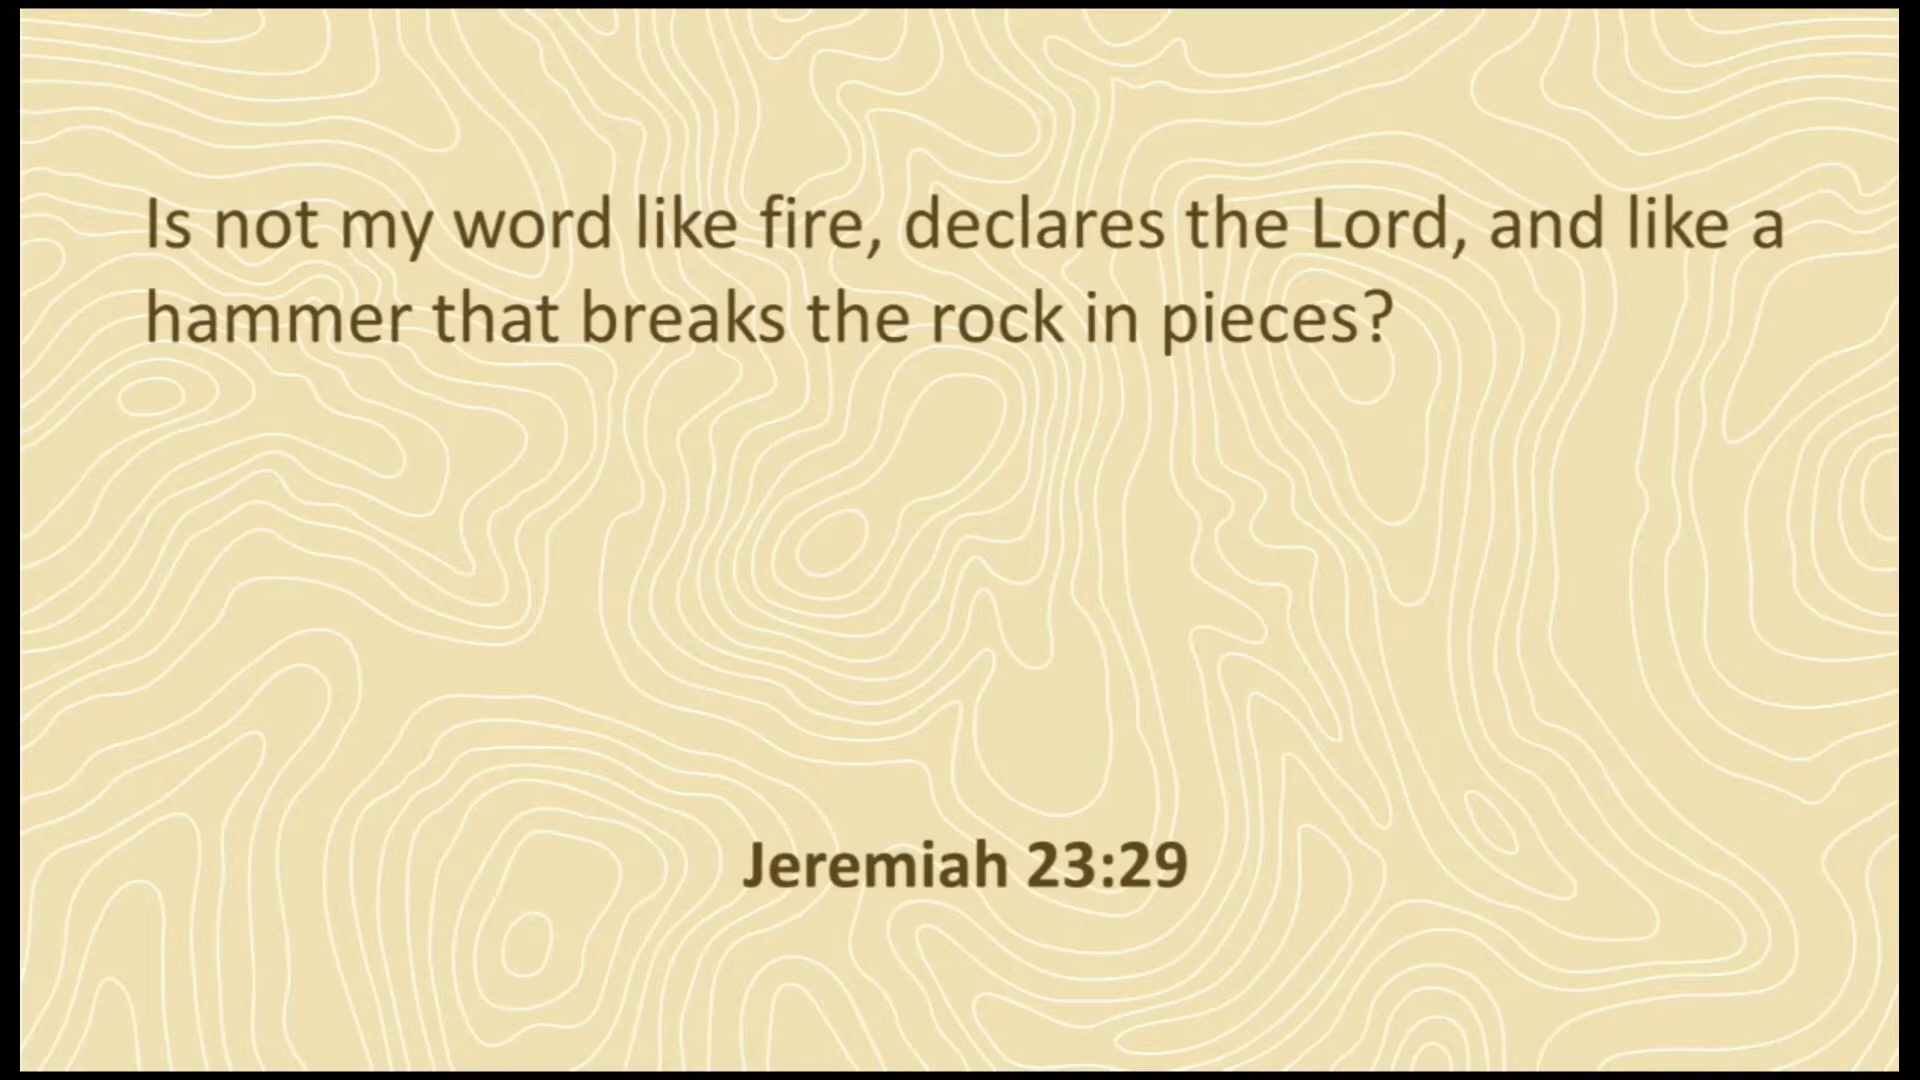 Is not my word like fire, declares the Lord, and like a
hammer that breaks the rock in pieces?
Jeremiah 23:29